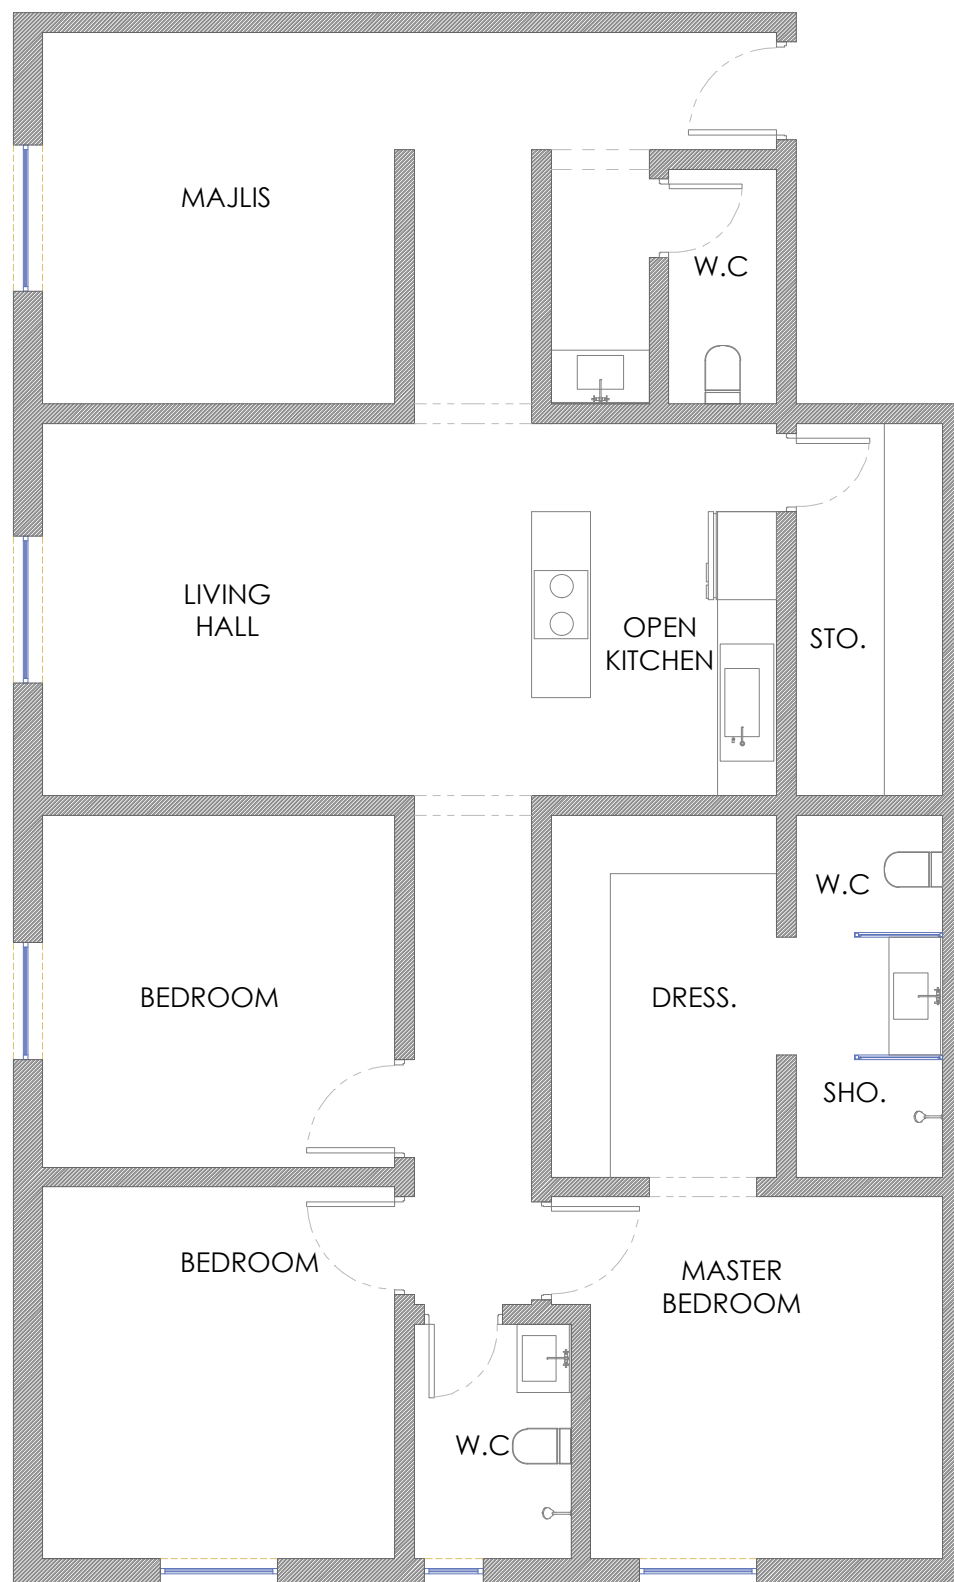 MAJLIS
W.C
LIVING
HALL
OPEN
KITCHEN
STO.
W.C
BEDROOM
DRESS.
SHO.
BEDROOM
MASTER
BEDROOM
W.C